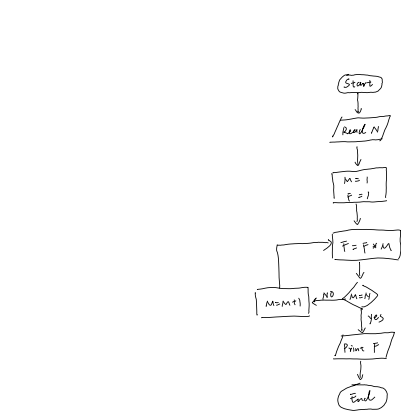 Start
Read N
M = 1
F = 1
F = F * M
NO
M=N
M=M+1
yes
Print F
End